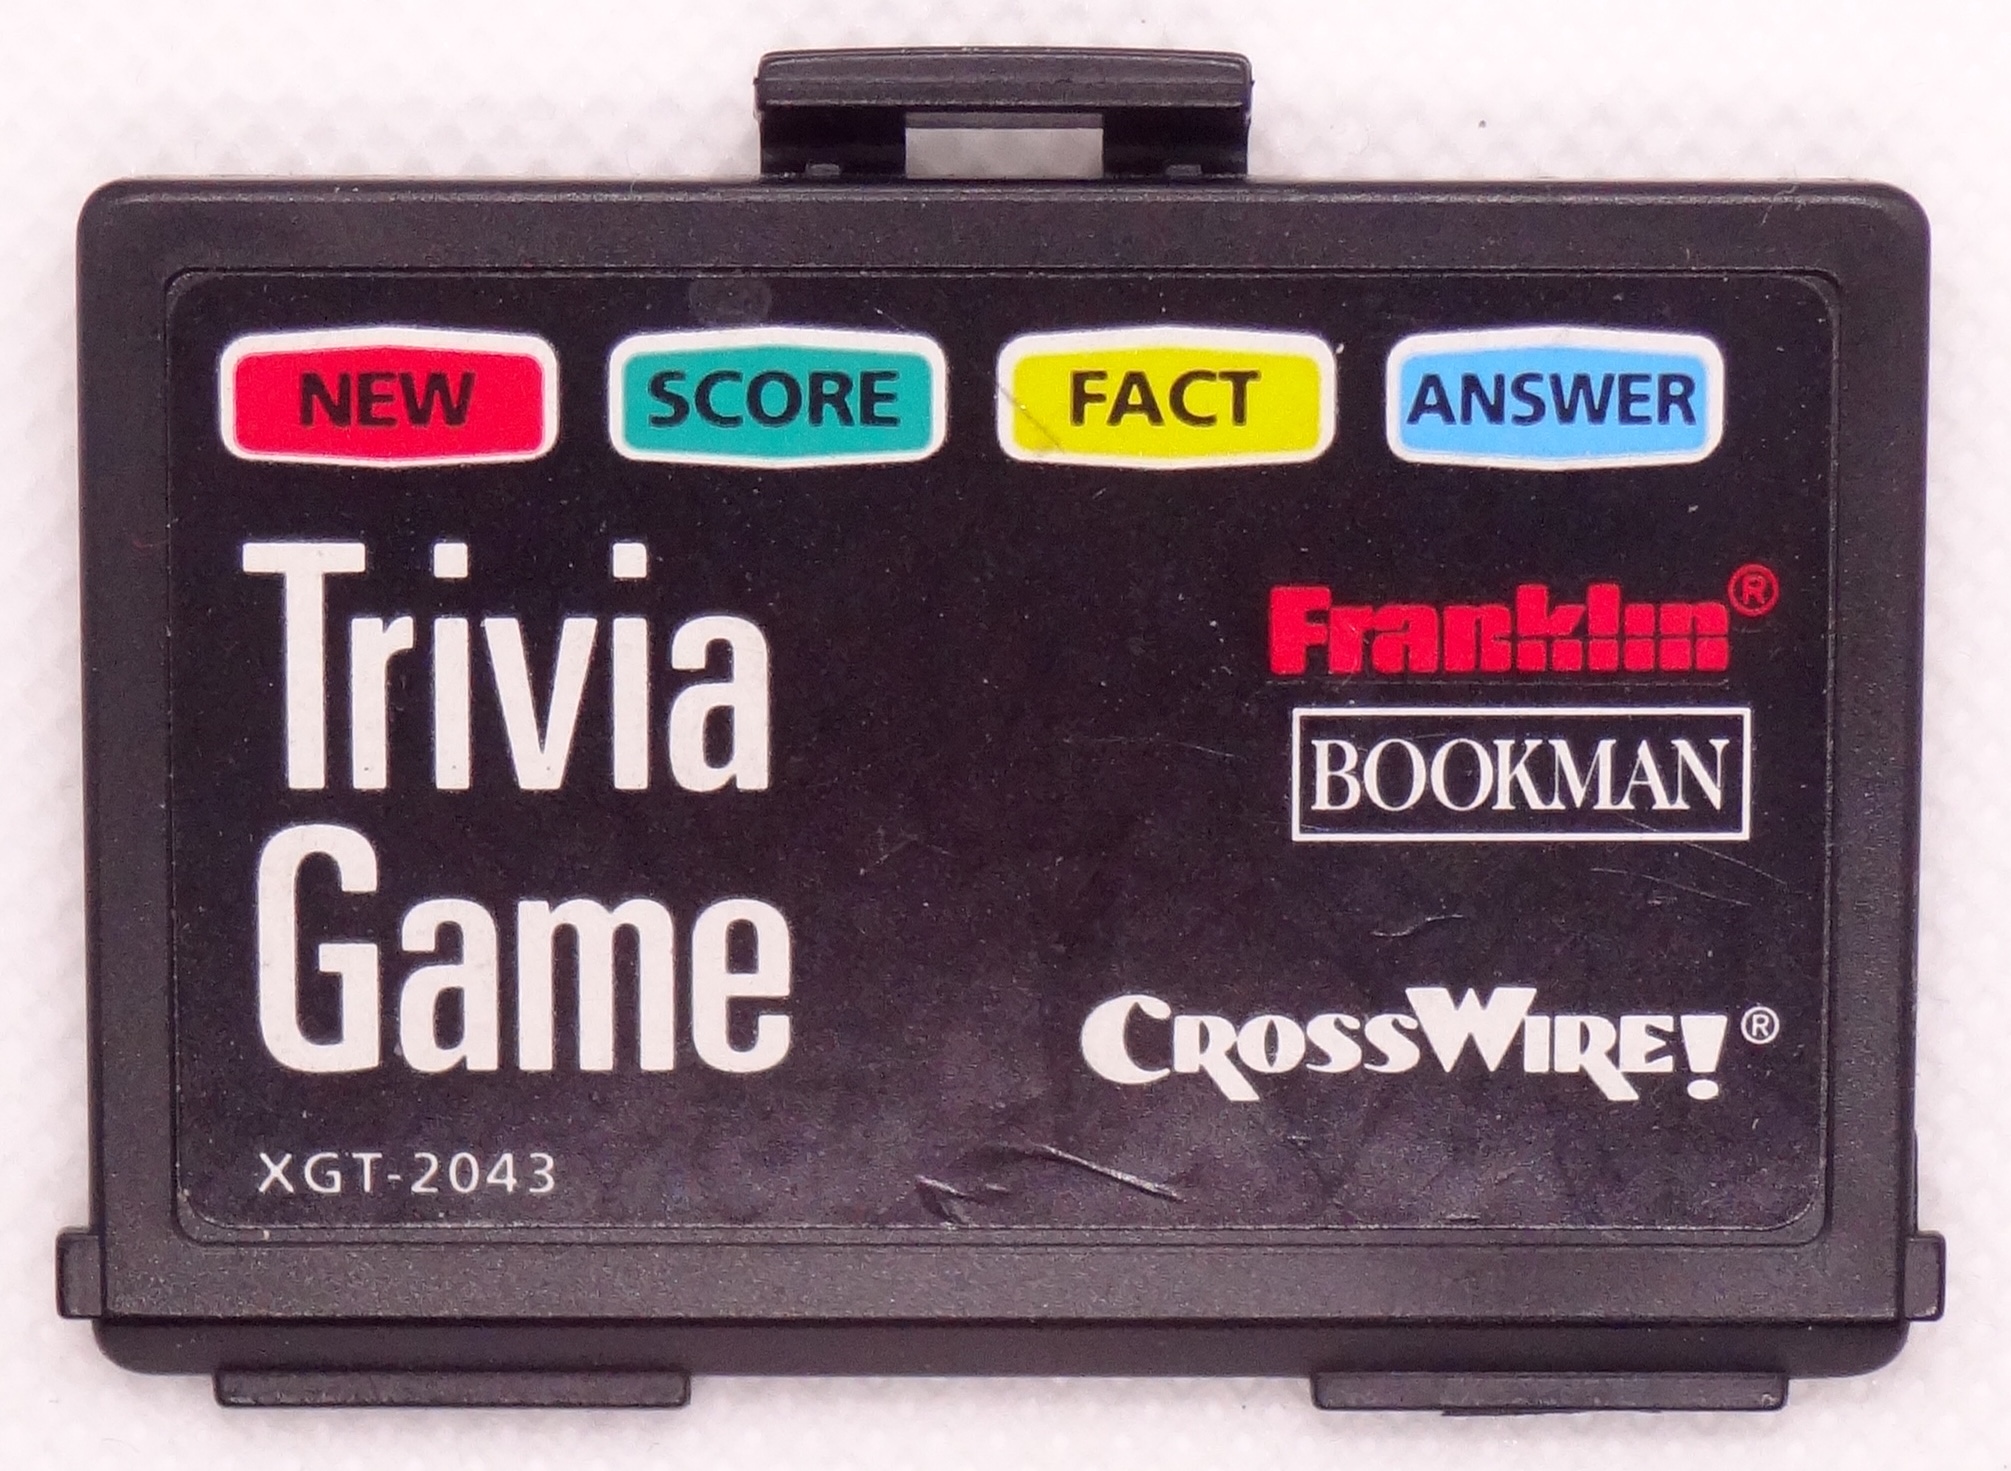 NEW SCORE FACT ANSWER
Trivia
Game
Franklin®
BOOKMAN
CROSSWIRE!®
XGT-2043